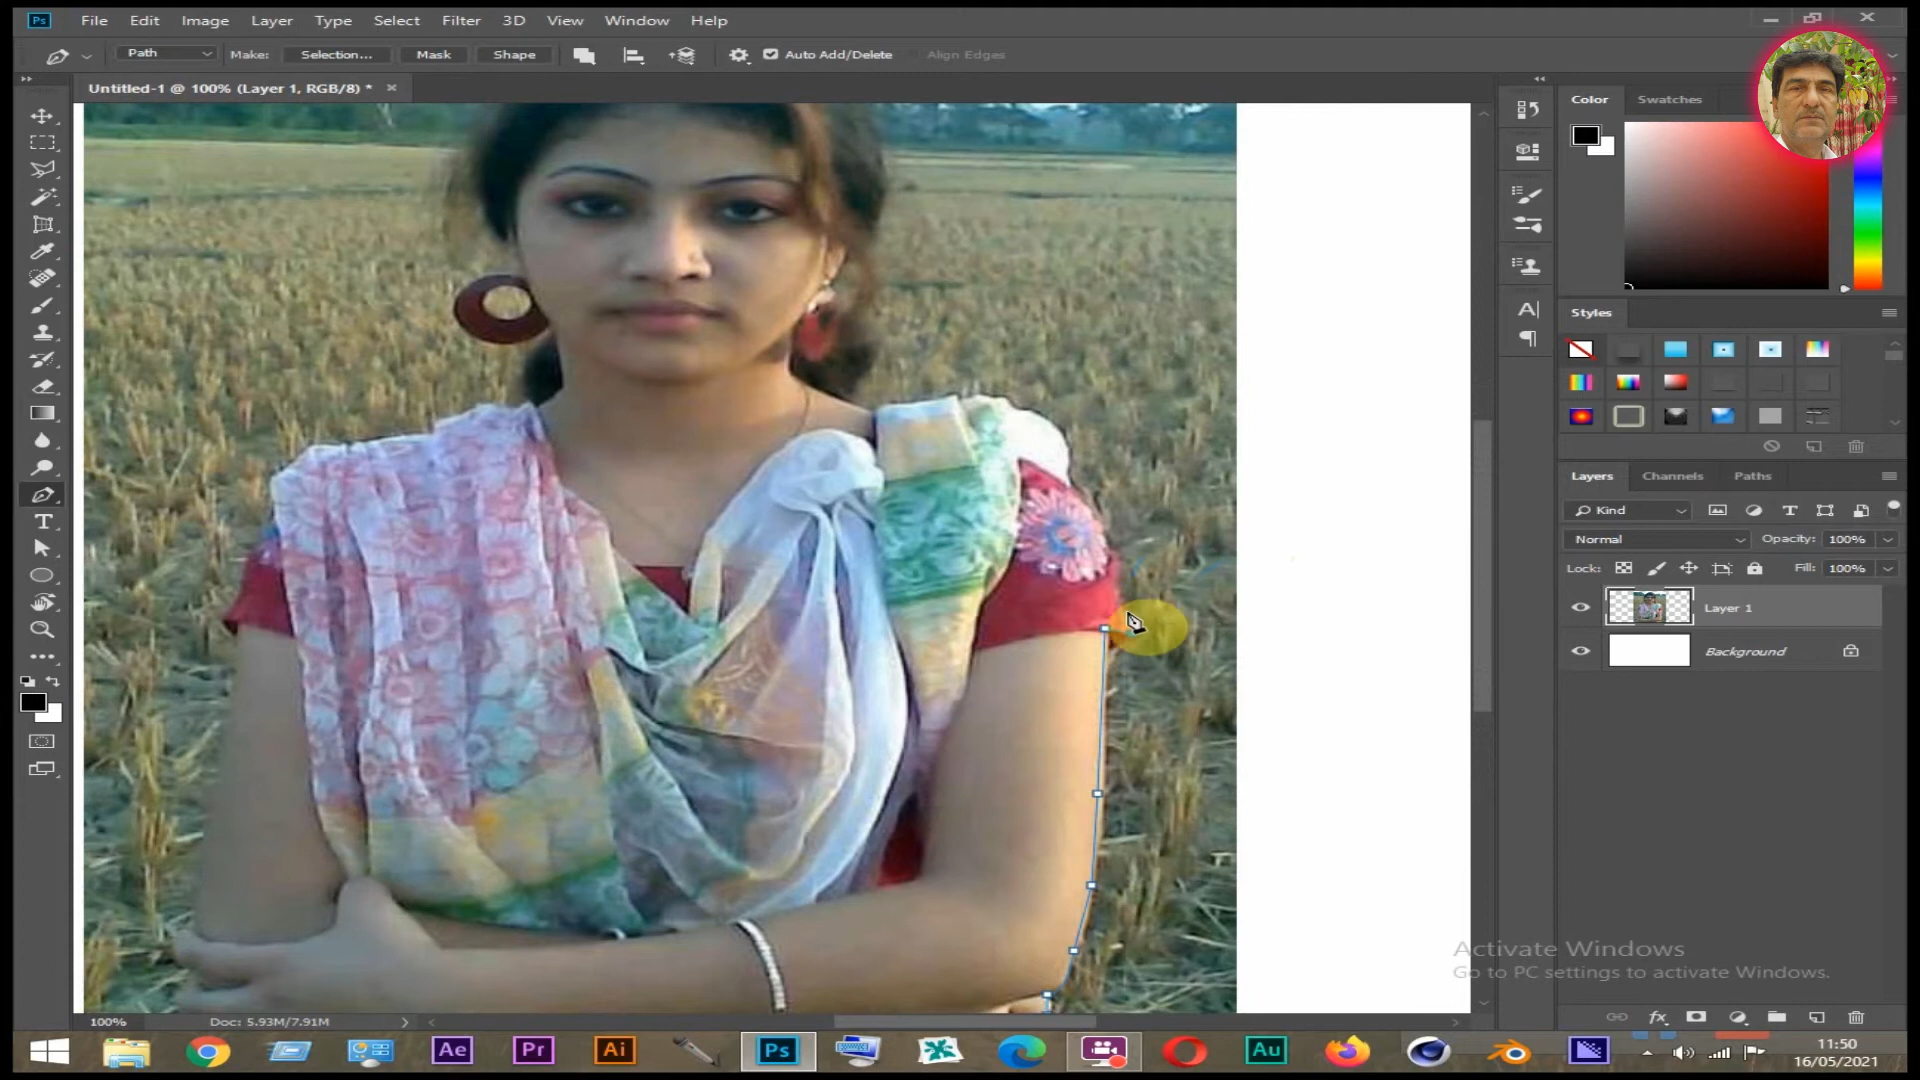 Ps File Edit Image Layer Type Select Filter 3D View Window Help
Path Make: Selection... Mask Shape Auto Add/Delete Align Edges
Untitled-1 @ 100% (Layer 1, RGB/8) *
Color Swatches
Styles
Layers Channels Paths
Kind
Normal Opacity: 100%
Lock: Fill: 100%
Layer 1
Background
Activate Windows
Go to PC settings to activate Windows.
100% Doc: 5.93M/7.91M
Ae Pr Ai Ps Au
11:50
16/05/2021